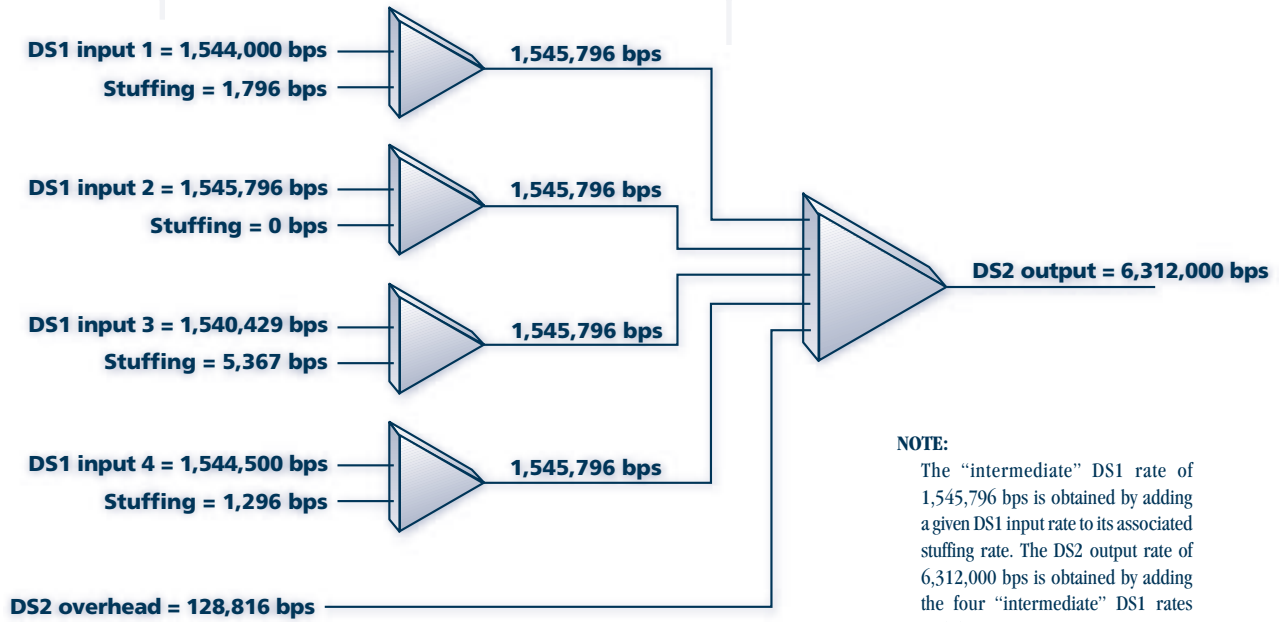 DS1 input 1 = 1,544,000 bps
Stuffing = 1,796 bps
1,545,796 bps
DS1 input 2 = 1,545,796 bps
Stuffing = 0 bps
1,545,796 bps
DS1 input 3 = 1,540,429 bps
Stuffing = 5,367 bps
1,545,796 bps
DS1 input 4 = 1,544,500 bps
Stuffing = 1,296 bps
1,545,796 bps
DS2 overhead = 128,816 bps
DS2 output = 6,312,000 bps
NOTE:
The “intermediate” DS1 rate of
1,545,796 bps is obtained by adding
a given DS1 input rate to its associated
stuffing rate. The DS2 output rate of
6,312,000 bps is obtained by adding
the four “intermediate” DS1 rates